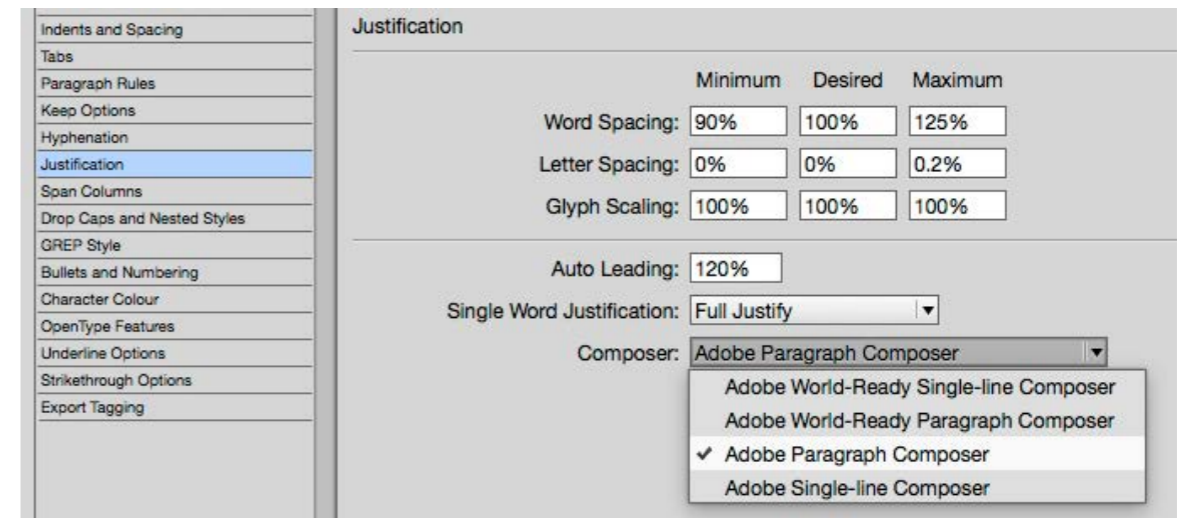 Indents and Spacing
Tabs
Paragraph Rules
Keep Options
Hyphenation
Justification
Span Columns
Drop Caps and Nested Styles
GREP Style
Bullets and Numbering
Character Colour
OpenType Features
Underline Options
Strikethrough Options
Export Tagging
Justification
Minimum Desired Maximum
Word Spacing: 90% 100% 125%
Letter Spacing: 0% 0% 0.2%
Glyph Scaling: 100% 100% 100%
Auto Leading: 120%
Single Word Justification: Full Justify
Composer: Adobe Paragraph Composer
Adobe World-Ready Single-line Composer
Adobe World-Ready Paragraph Composer
✓ Adobe Paragraph Composer
Adobe Single-line Composer